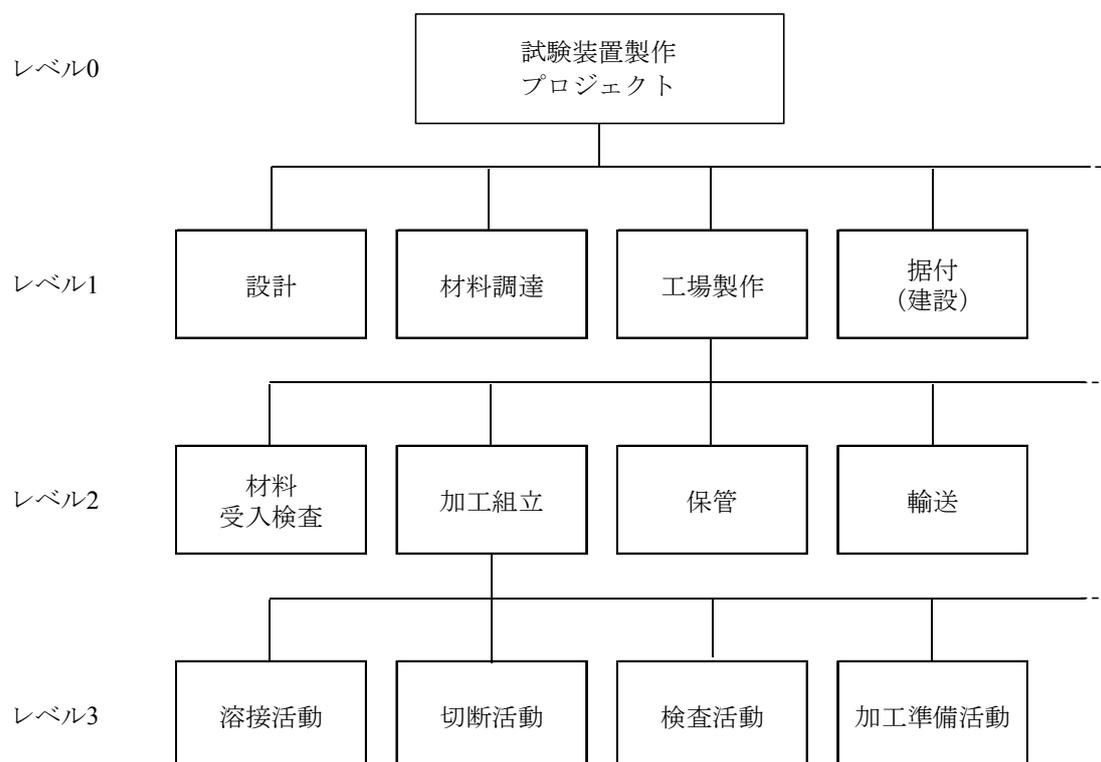 レベル0
試験装置製作
プロジェクト
レベル1
設計
材料調達
工場製作
据付
（建設）
レベル2
材料
受入検査
加工組立
保管
輸送
レベル3
溶接活動
切断活動
検査活動
加工準備活動